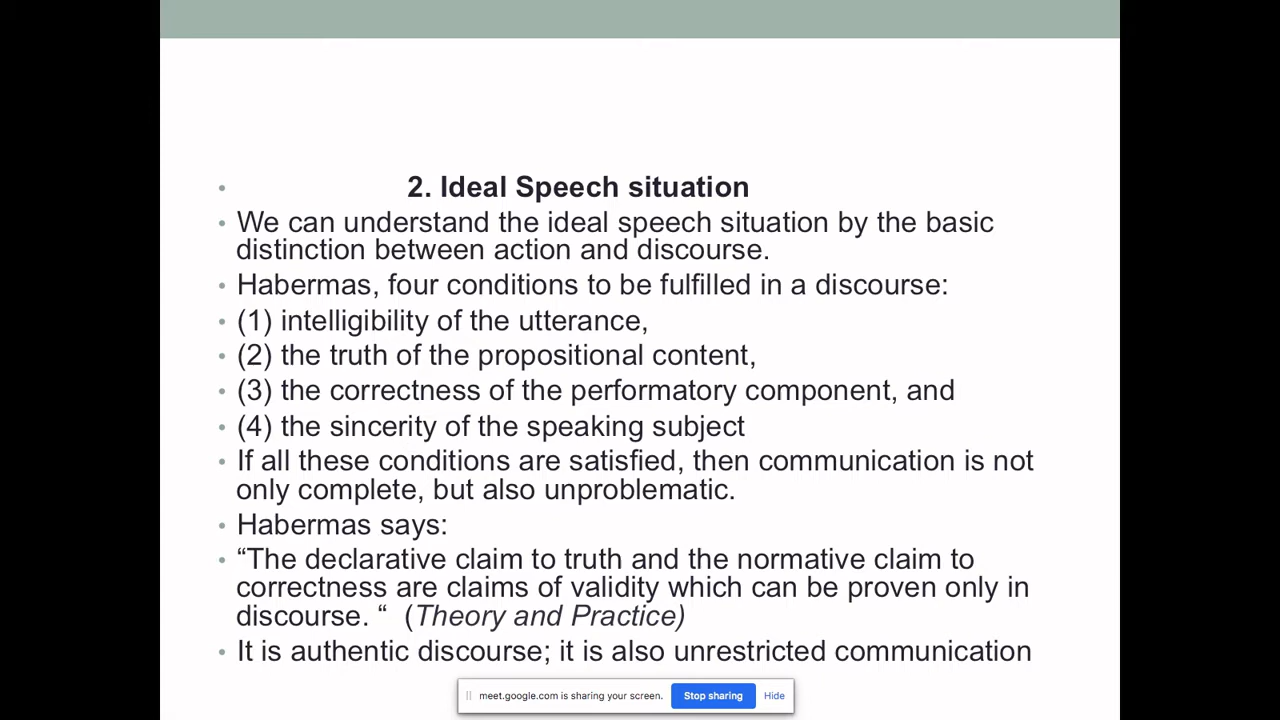 • 2. Ideal Speech situation
• We can understand the ideal speech situation by the basic
distinction between action and discourse.
• Habermas, four conditions to be fulfilled in a discourse:
• (1) intelligibility of the utterance,
• (2) the truth of the propositional content,
• (3) the correctness of the performatory component, and
• (4) the sincerity of the speaking subject
• If all these conditions are satisfied, then communication is not
only complete, but also unproblematic.
• Habermas says:
• “The declarative claim to truth and the normative claim to
correctness are claims of validity which can be proven only in
discourse. “ (Theory and Practice)
• It is authentic discourse; it is also unrestricted communication
meet.google.com is sharing your screen. Stop sharing Hide